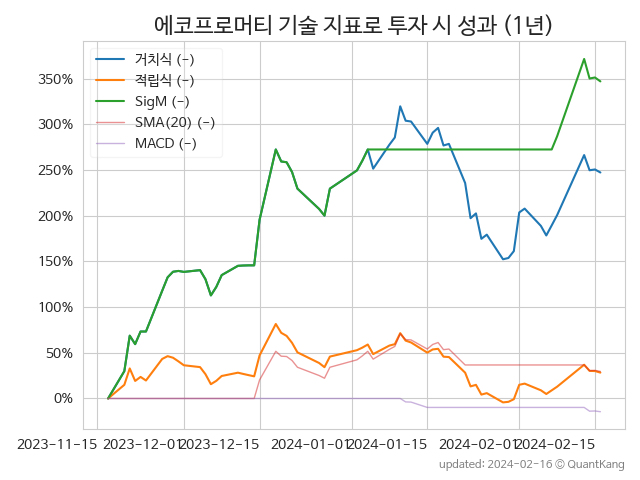 에코프로머티 기술 지표로 투자 시 성과 (1년)
거치식 (-)
적립식 (-)
SigM (-)
SMA(20) (-)
MACD (-)
350%
300%
250%
200%
150%
100%
50%
0%
2023-11-15 2023-12-01 2023-12-15 2024-01-01 2024-01-15 2024-02-01 2024-02-15
updated: 2024-02-16 © QuantKang